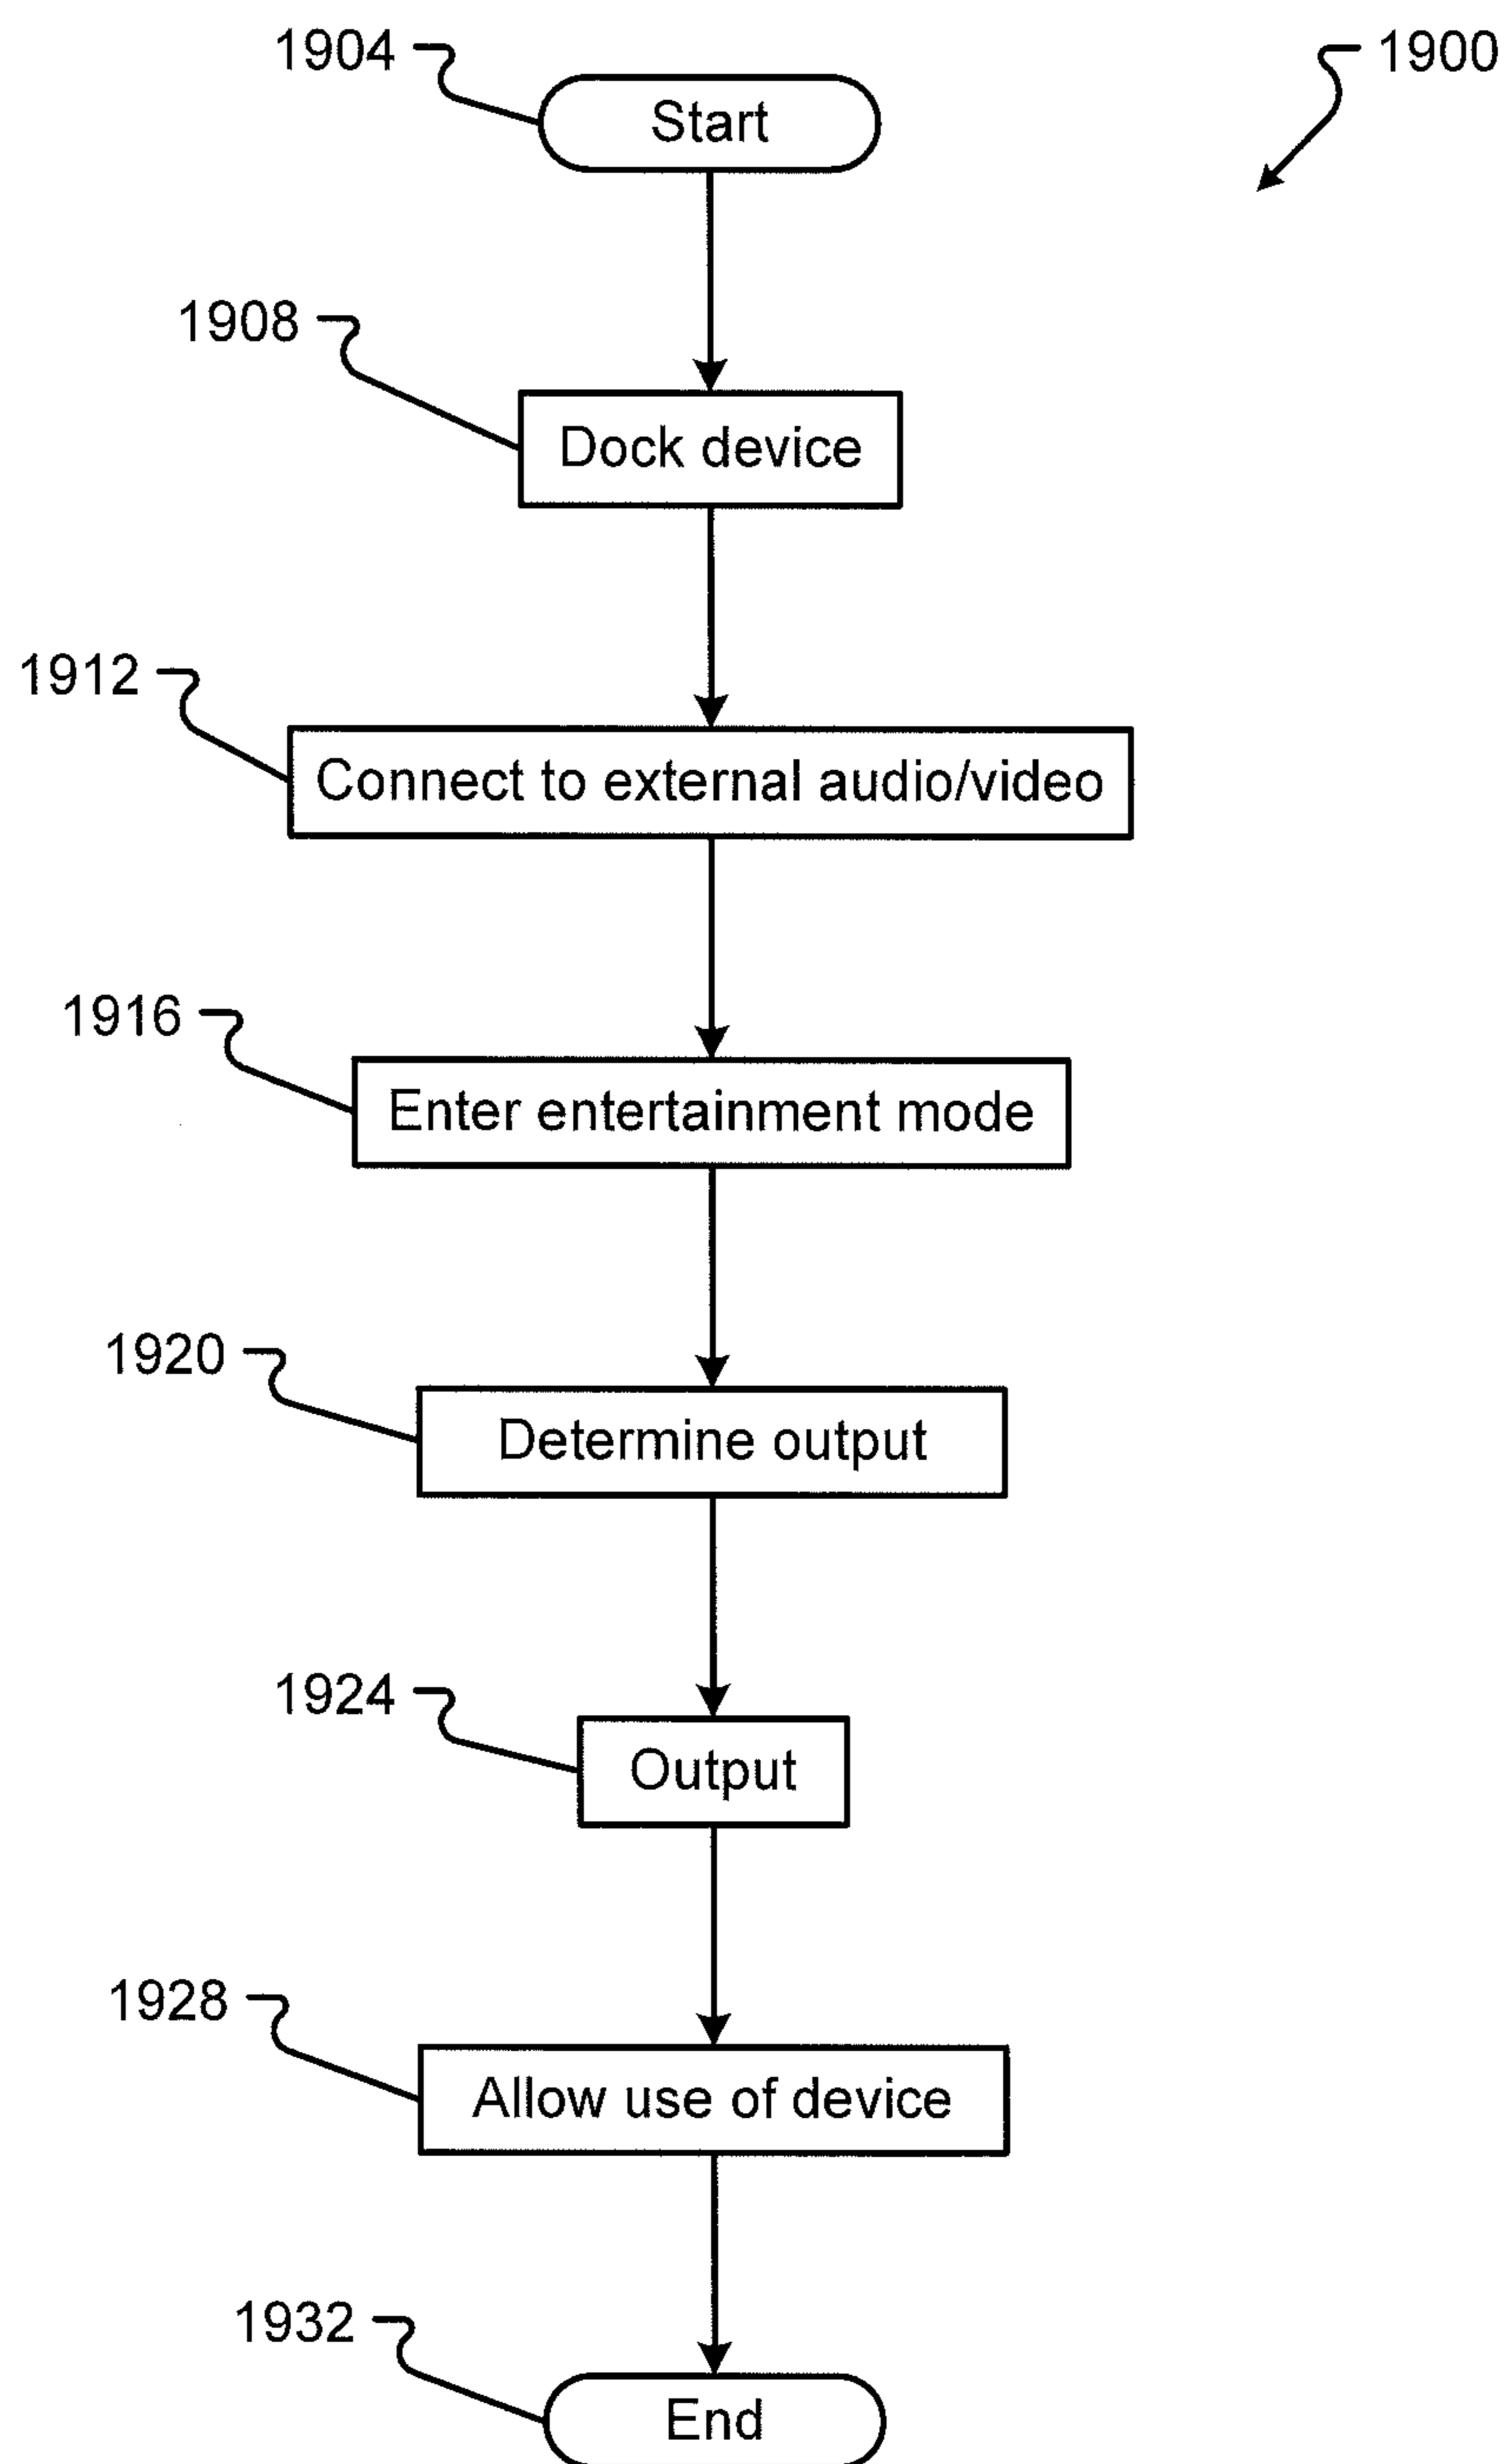 1904
Start
1900
1908
Dock device
1912
Connect to external audio/video
1916
Enter entertainment mode
1920
Determine output
1924
Output
1928
Allow use of device
1932
End